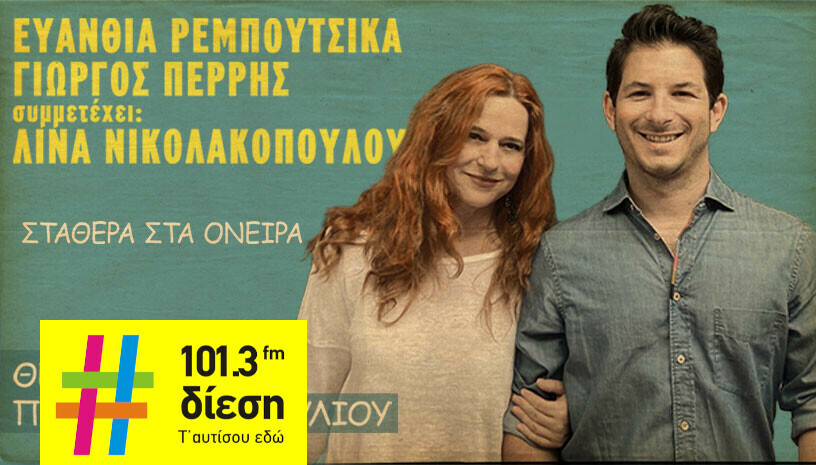 ΕΥΑΝΘΙΑ ΡΕΜΠΟΥΤΣΙΚΑ
ΓΙΩΡΓΟΣ ΠΕΡΡΗΣ
συμμετέχει:
ΛΙΝΑ ΝΙΚΟΛΑΚΟΠΟΥΛΟΥ
ΣΤΑΘΕΡΑ ΣΤΑ ΟΝΕΙΡΑ
101.3 fm
δίεση
Τ'αυτίσου εδώ